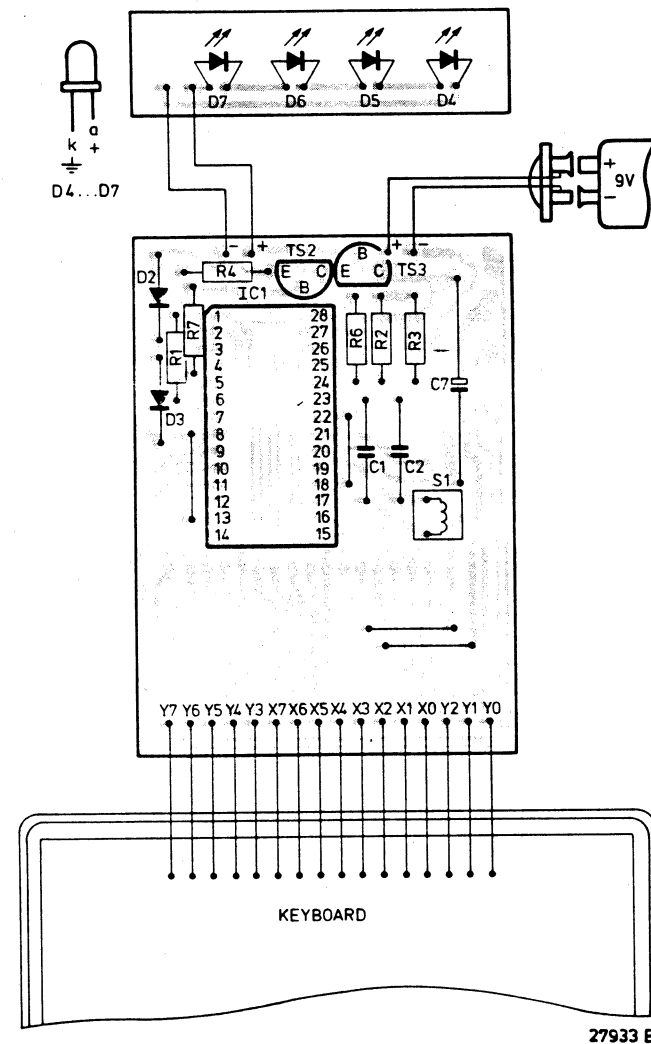 D7 D6 D5 D4
k a
+
D4...D7
+
9V
−
− + + −
TS2
B
E C
TS3
E C
B
D2
R4
IC1
R7
R1
D3
R6 R2 R3
C7
C1 C2
S1
1 28
2 27
3 26
4 25
5 24
6 23
7 22
8 21
9 20
10 19
11 18
12 17
13 16
14 15
Y7 Y6 Y5 Y4 Y3 X7 X6 X5 X4 X3 X2 X1 X0 Y2 Y1 Y0
KEYBOARD
27933 B